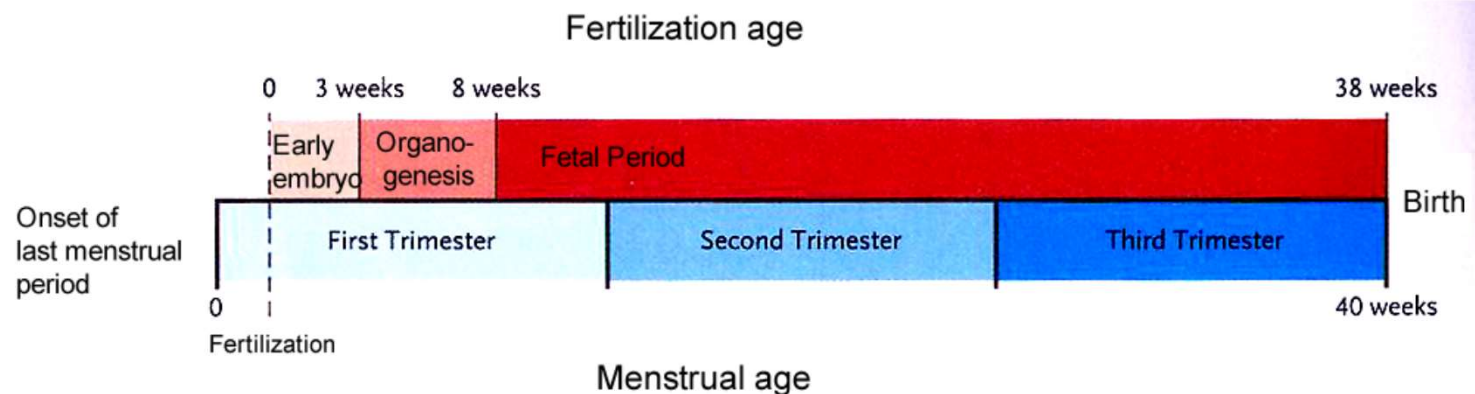 Fertilization age
0 3 weeks 8 weeks 38 weeks
Early
embryo
Organo-
genesis
Fetal Period
Birth
Onset of
last menstrual
period
First Trimester Second Trimester Third Trimester
0 40 weeks
Fertilization
Menstrual age